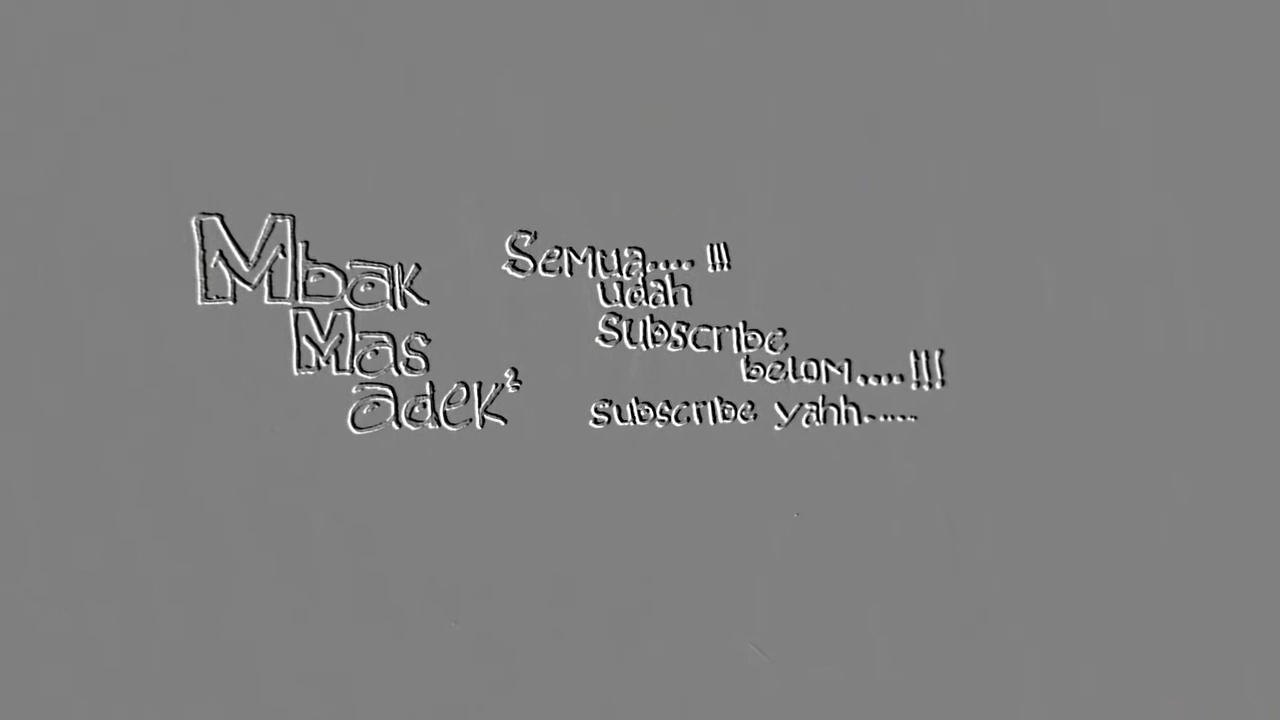 Mbak
Mas
adek²
Semua.... !!!
udah
Subscribe
belom....!!!
subscribe yahh.....